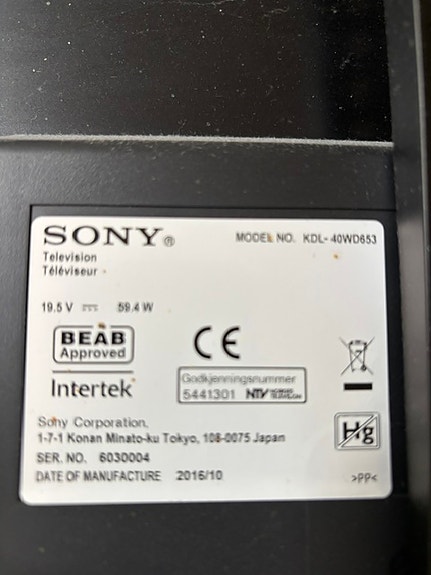 SONY®
MODEL NO. KDL-40WD653
Television
Téléviseur
19.5 V ⎓ 59.4 W
BEAB
Approved
CE
Intertek
Godkjenningsnummer
5441301 NTV
Sony Corporation,
1-7-1 Konan Minato-ku Tokyo, 108-0075 Japan
Hg
SER. NO. 6030004
DATE OF MANUFACTURE 2016/10
>PP<